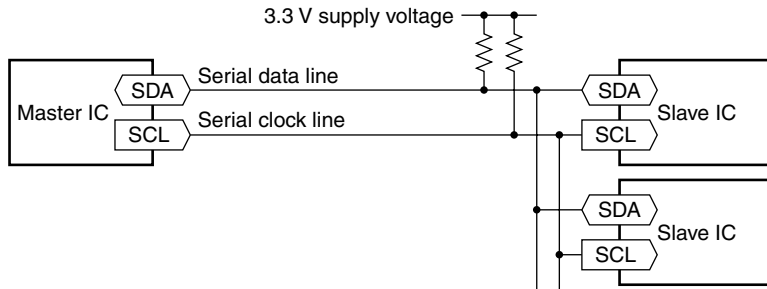 3.3 V supply voltage
Serial data line
SDA
SDA
Master IC
Slave IC
Serial clock line
SCL
SCL
SDA
Slave IC
SCL